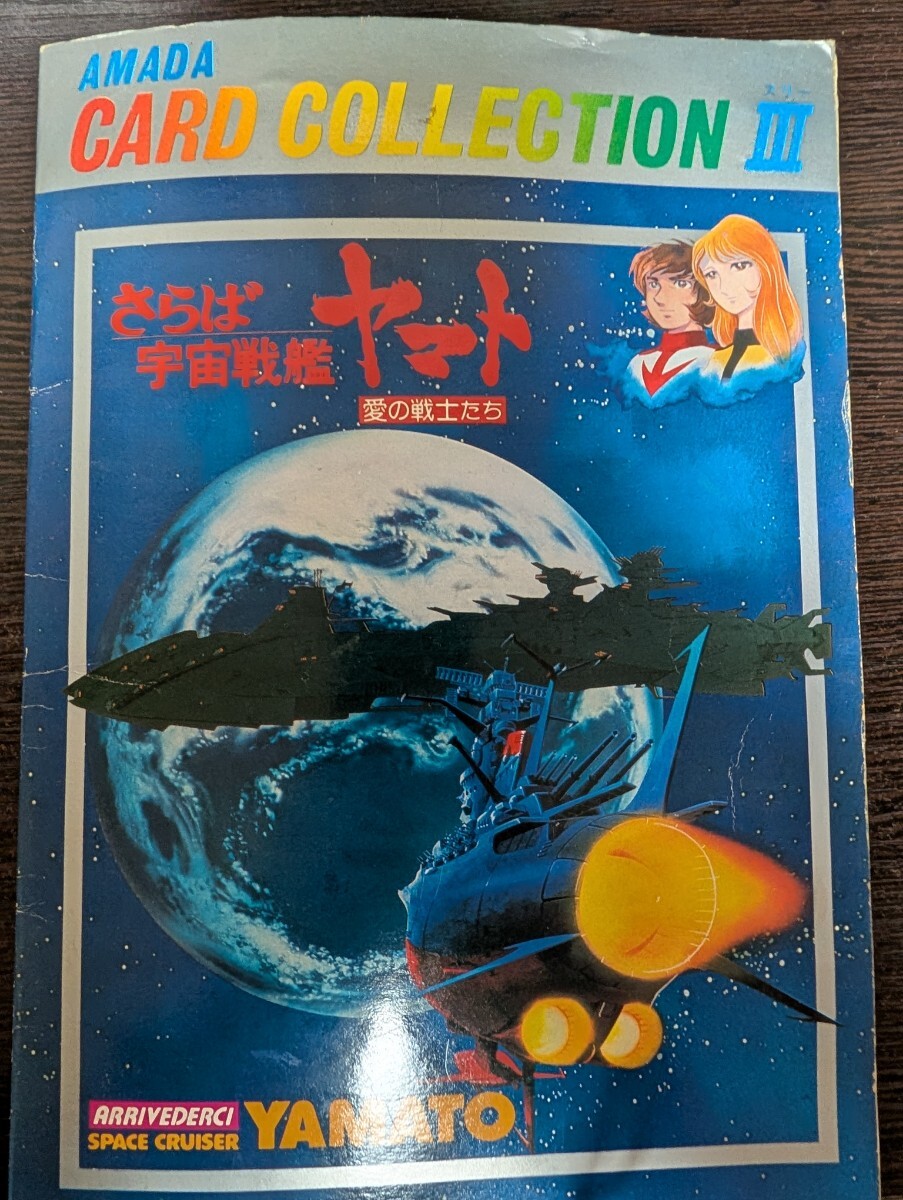 AMADA
CARD COLLECTION III
スリー
さらば
宇宙戦艦
ヤマト
愛の戦士たち
ARRIVEDERCI
SPACE CRUISER YAMATO